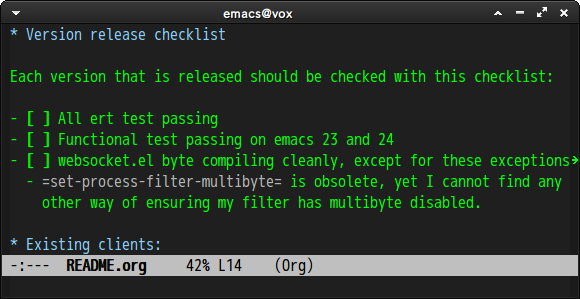 emacs@vox
* Version release checklist
Each version that is released should be checked with this checklist:
- [ ] All ert test passing
- [ ] Functional test passing on emacs 23 and 24
- [ ] websocket.el byte compiling cleanly, except for these exceptions
- =set-process-filter-multibyte= is obsolete, yet I cannot find any
other way of ensuring my filter has multibyte disabled.
* Existing clients:
-:--- README.org 42% L14 (Org)